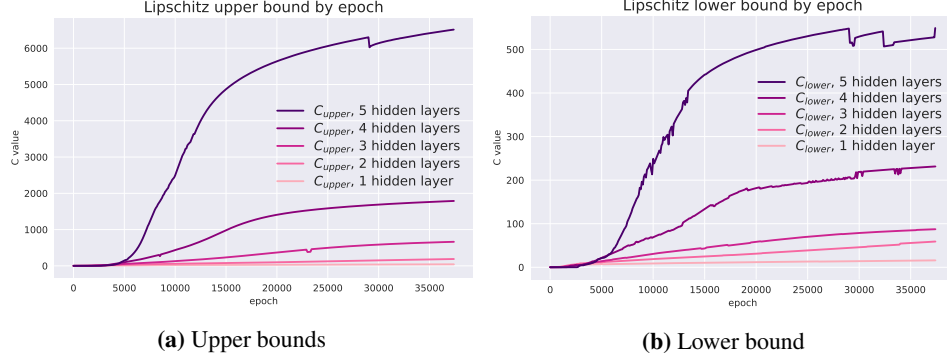 Lipschitz upper bound by epoch
C value
6000
5000
4000
3000
2000
1000
0
C_upper, 5 hidden layers
C_upper, 4 hidden layers
C_upper, 3 hidden layers
C_upper, 2 hidden layers
C_upper, 1 hidden layer
0 5000 10000 15000 20000 25000 30000 35000
epoch
(a) Upper bounds
Lipschitz lower bound by epoch
C value
500
400
300
200
100
0
C_lower, 5 hidden layers
C_lower, 4 hidden layers
C_lower, 3 hidden layers
C_lower, 2 hidden layers
C_lower, 1 hidden layer
0 5000 10000 15000 20000 25000 30000 35000
epoch
(b) Lower bound